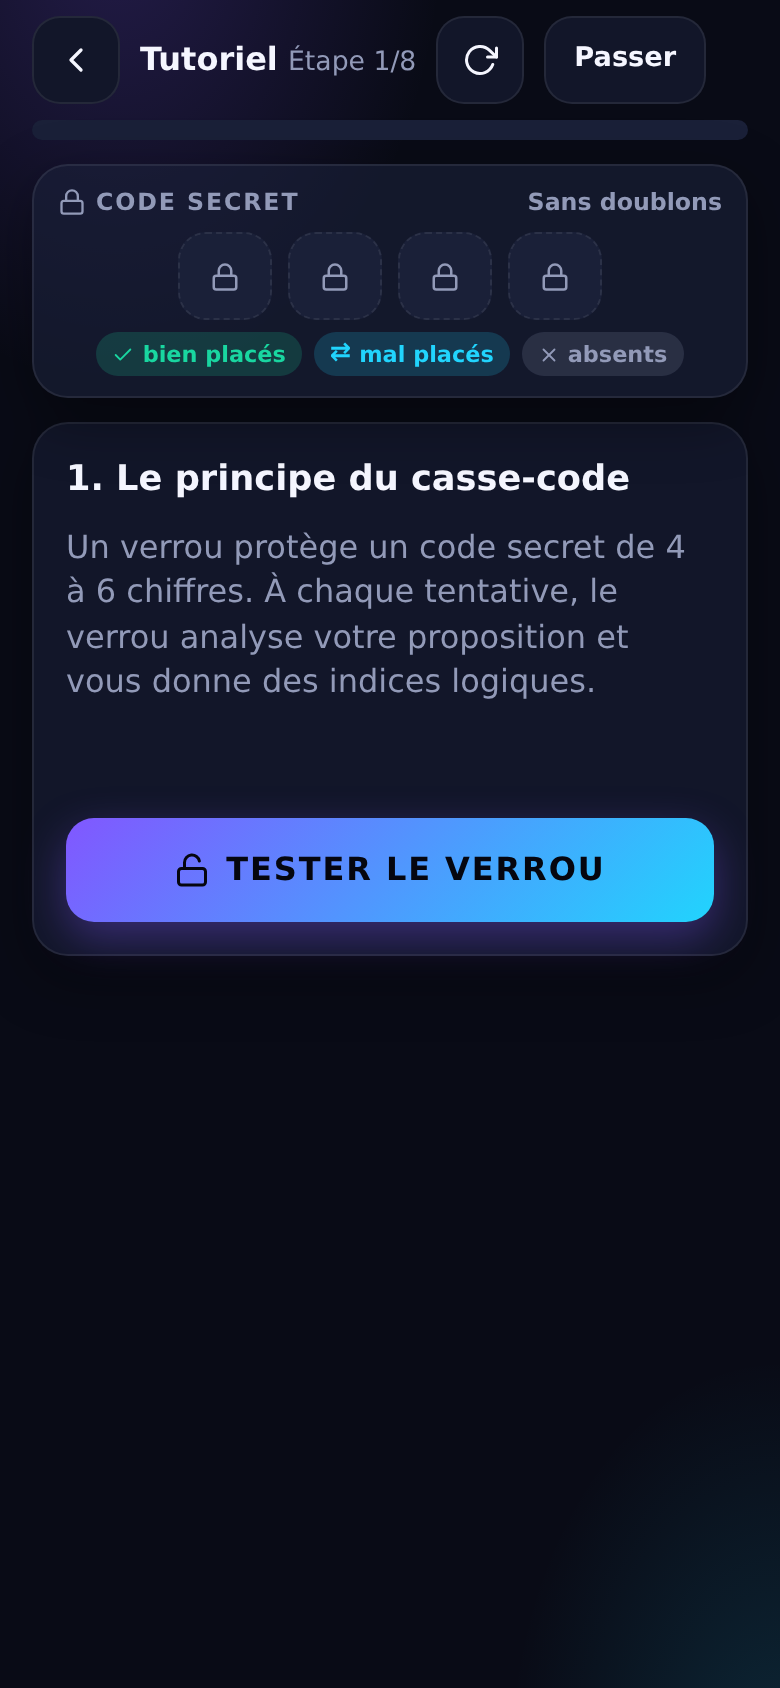 Tutoriel Étape 1/8 Passer
CODE SECRET Sans doublons
bien placés mal placés absents
1. Le principe du casse-code
Un verrou protège un code secret de 4
à 6 chiffres. À chaque tentative, le
verrou analyse votre proposition et
vous donne des indices logiques.
TESTER LE VERROU